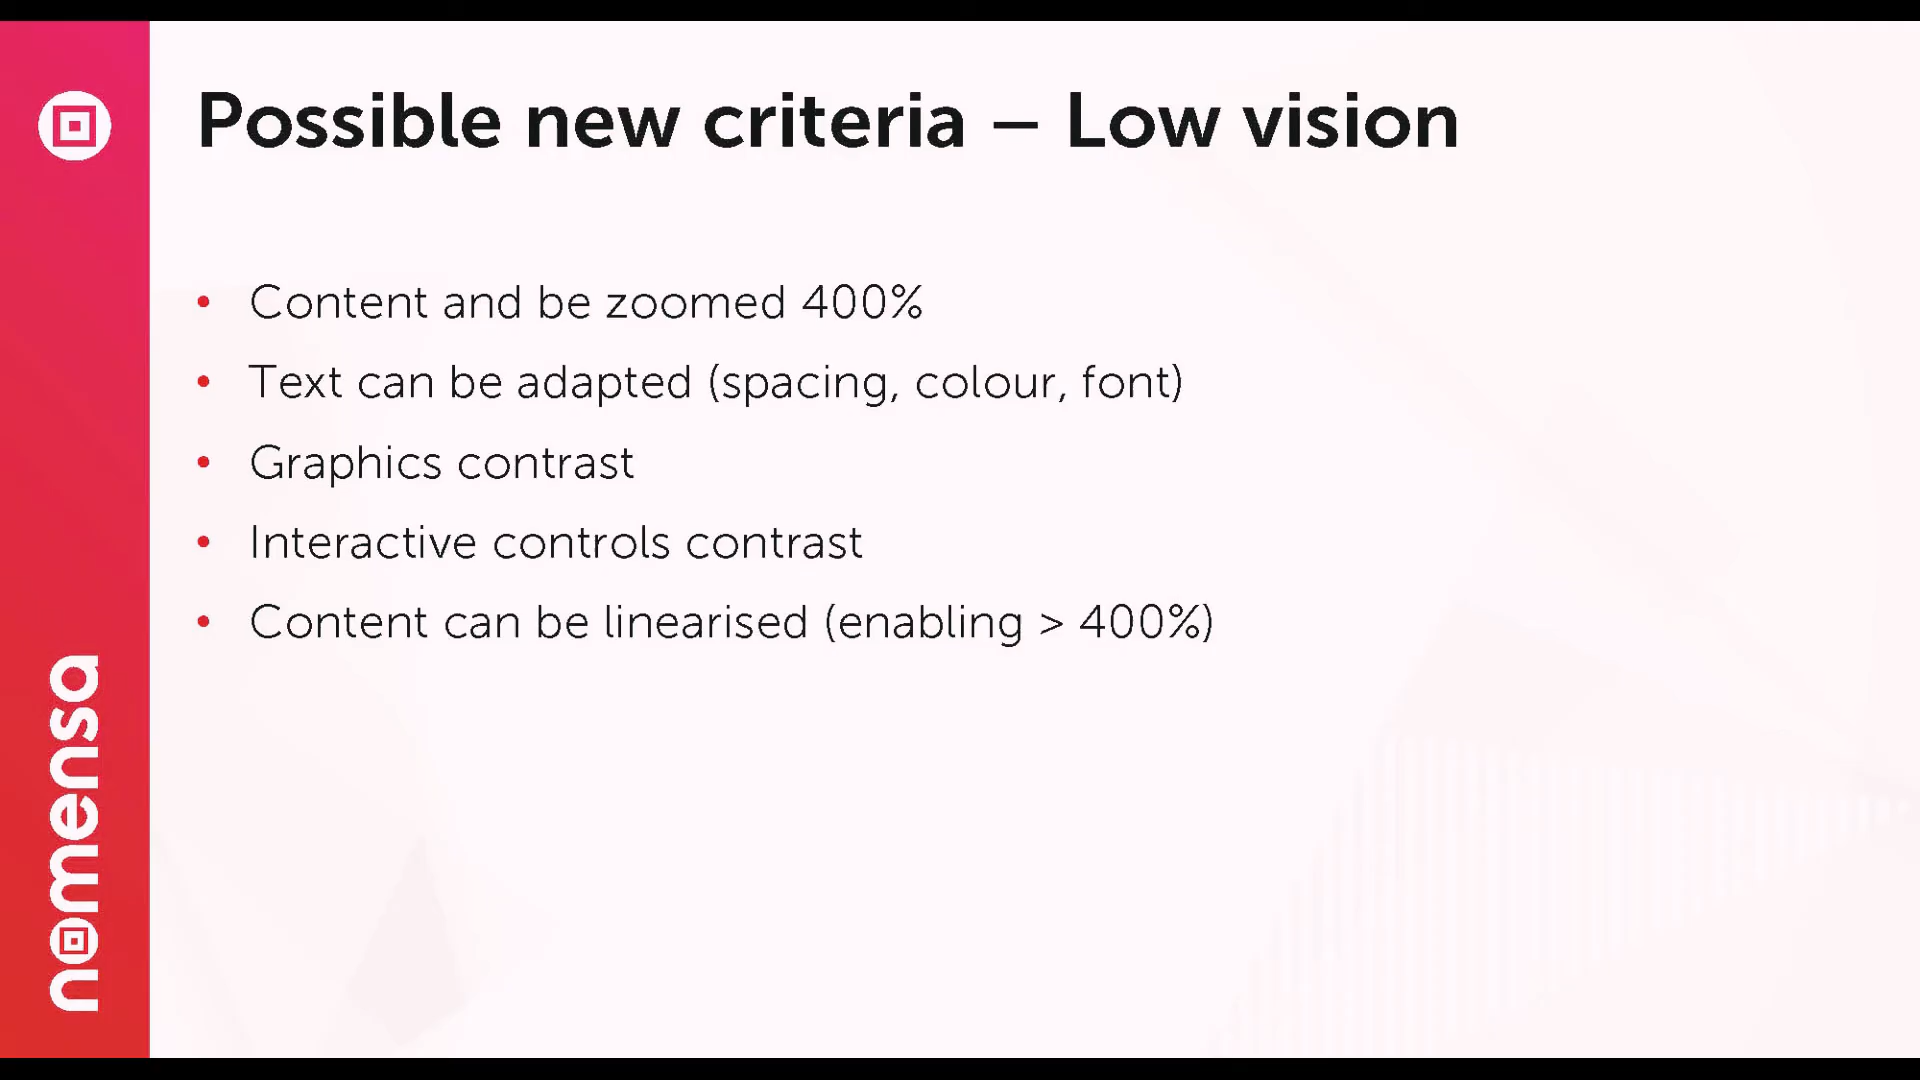 Possible new criteria – Low vision
• Content and be zoomed 400%
• Text can be adapted (spacing, colour, font)
• Graphics contrast
• Interactive controls contrast
• Content can be linearised (enabling > 400%)
nomensa